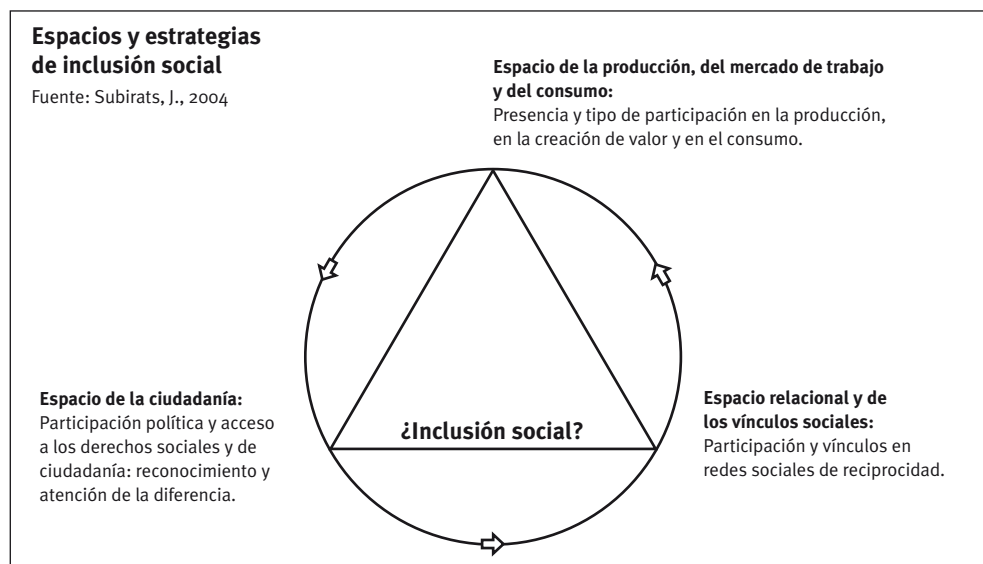 Espacios y estrategias
de inclusión social
Fuente: Subirats, J., 2004
Espacio de la producción, del mercado de trabajo
y del consumo:
Presencia y tipo de participación en la producción,
en la creación de valor y en el consumo.
Espacio de la ciudadanía:
Participación política y acceso
a los derechos sociales y de
ciudadanía: reconocimiento y
atención de la diferencia.
¿Inclusión social?
Espacio relacional y de
los vínculos sociales:
Participación y vínculos en
redes sociales de reciprocidad.